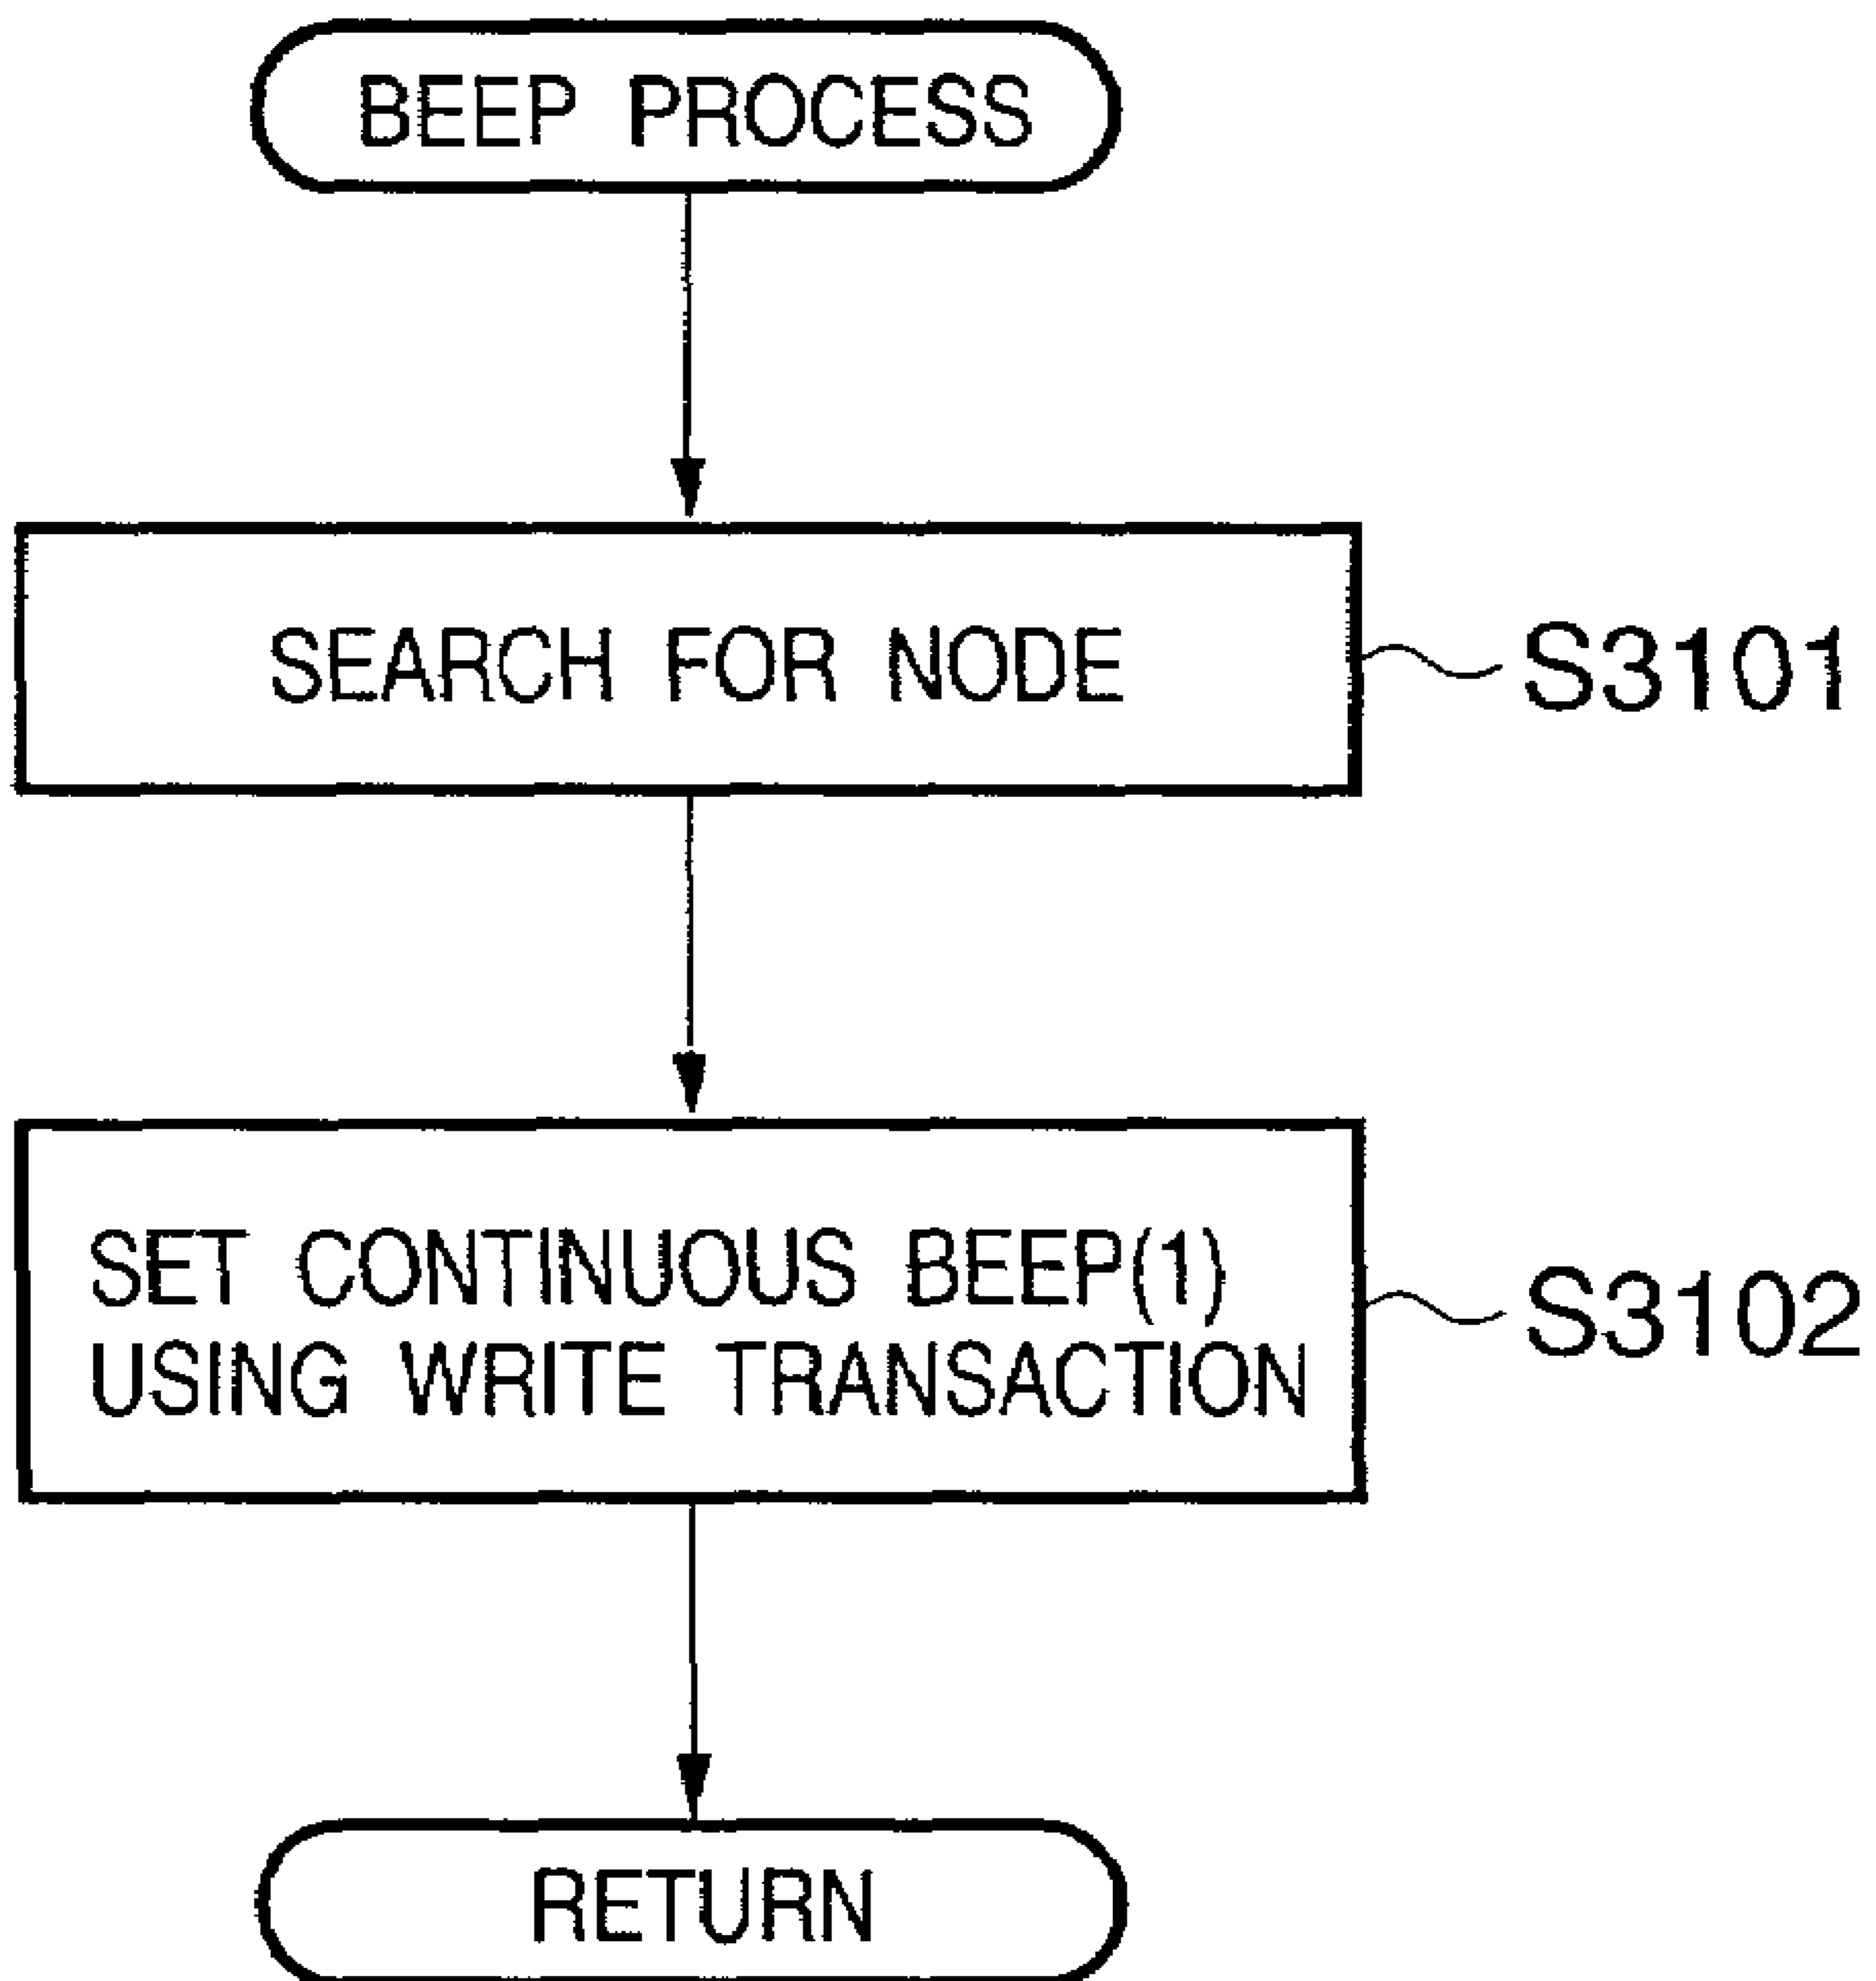 BEEP PROCESS
SEARCH FOR NODE
S3101
SET CONTINUOUS BEEP(1)
USING WRITE TRANSACTION
S3102
RETURN